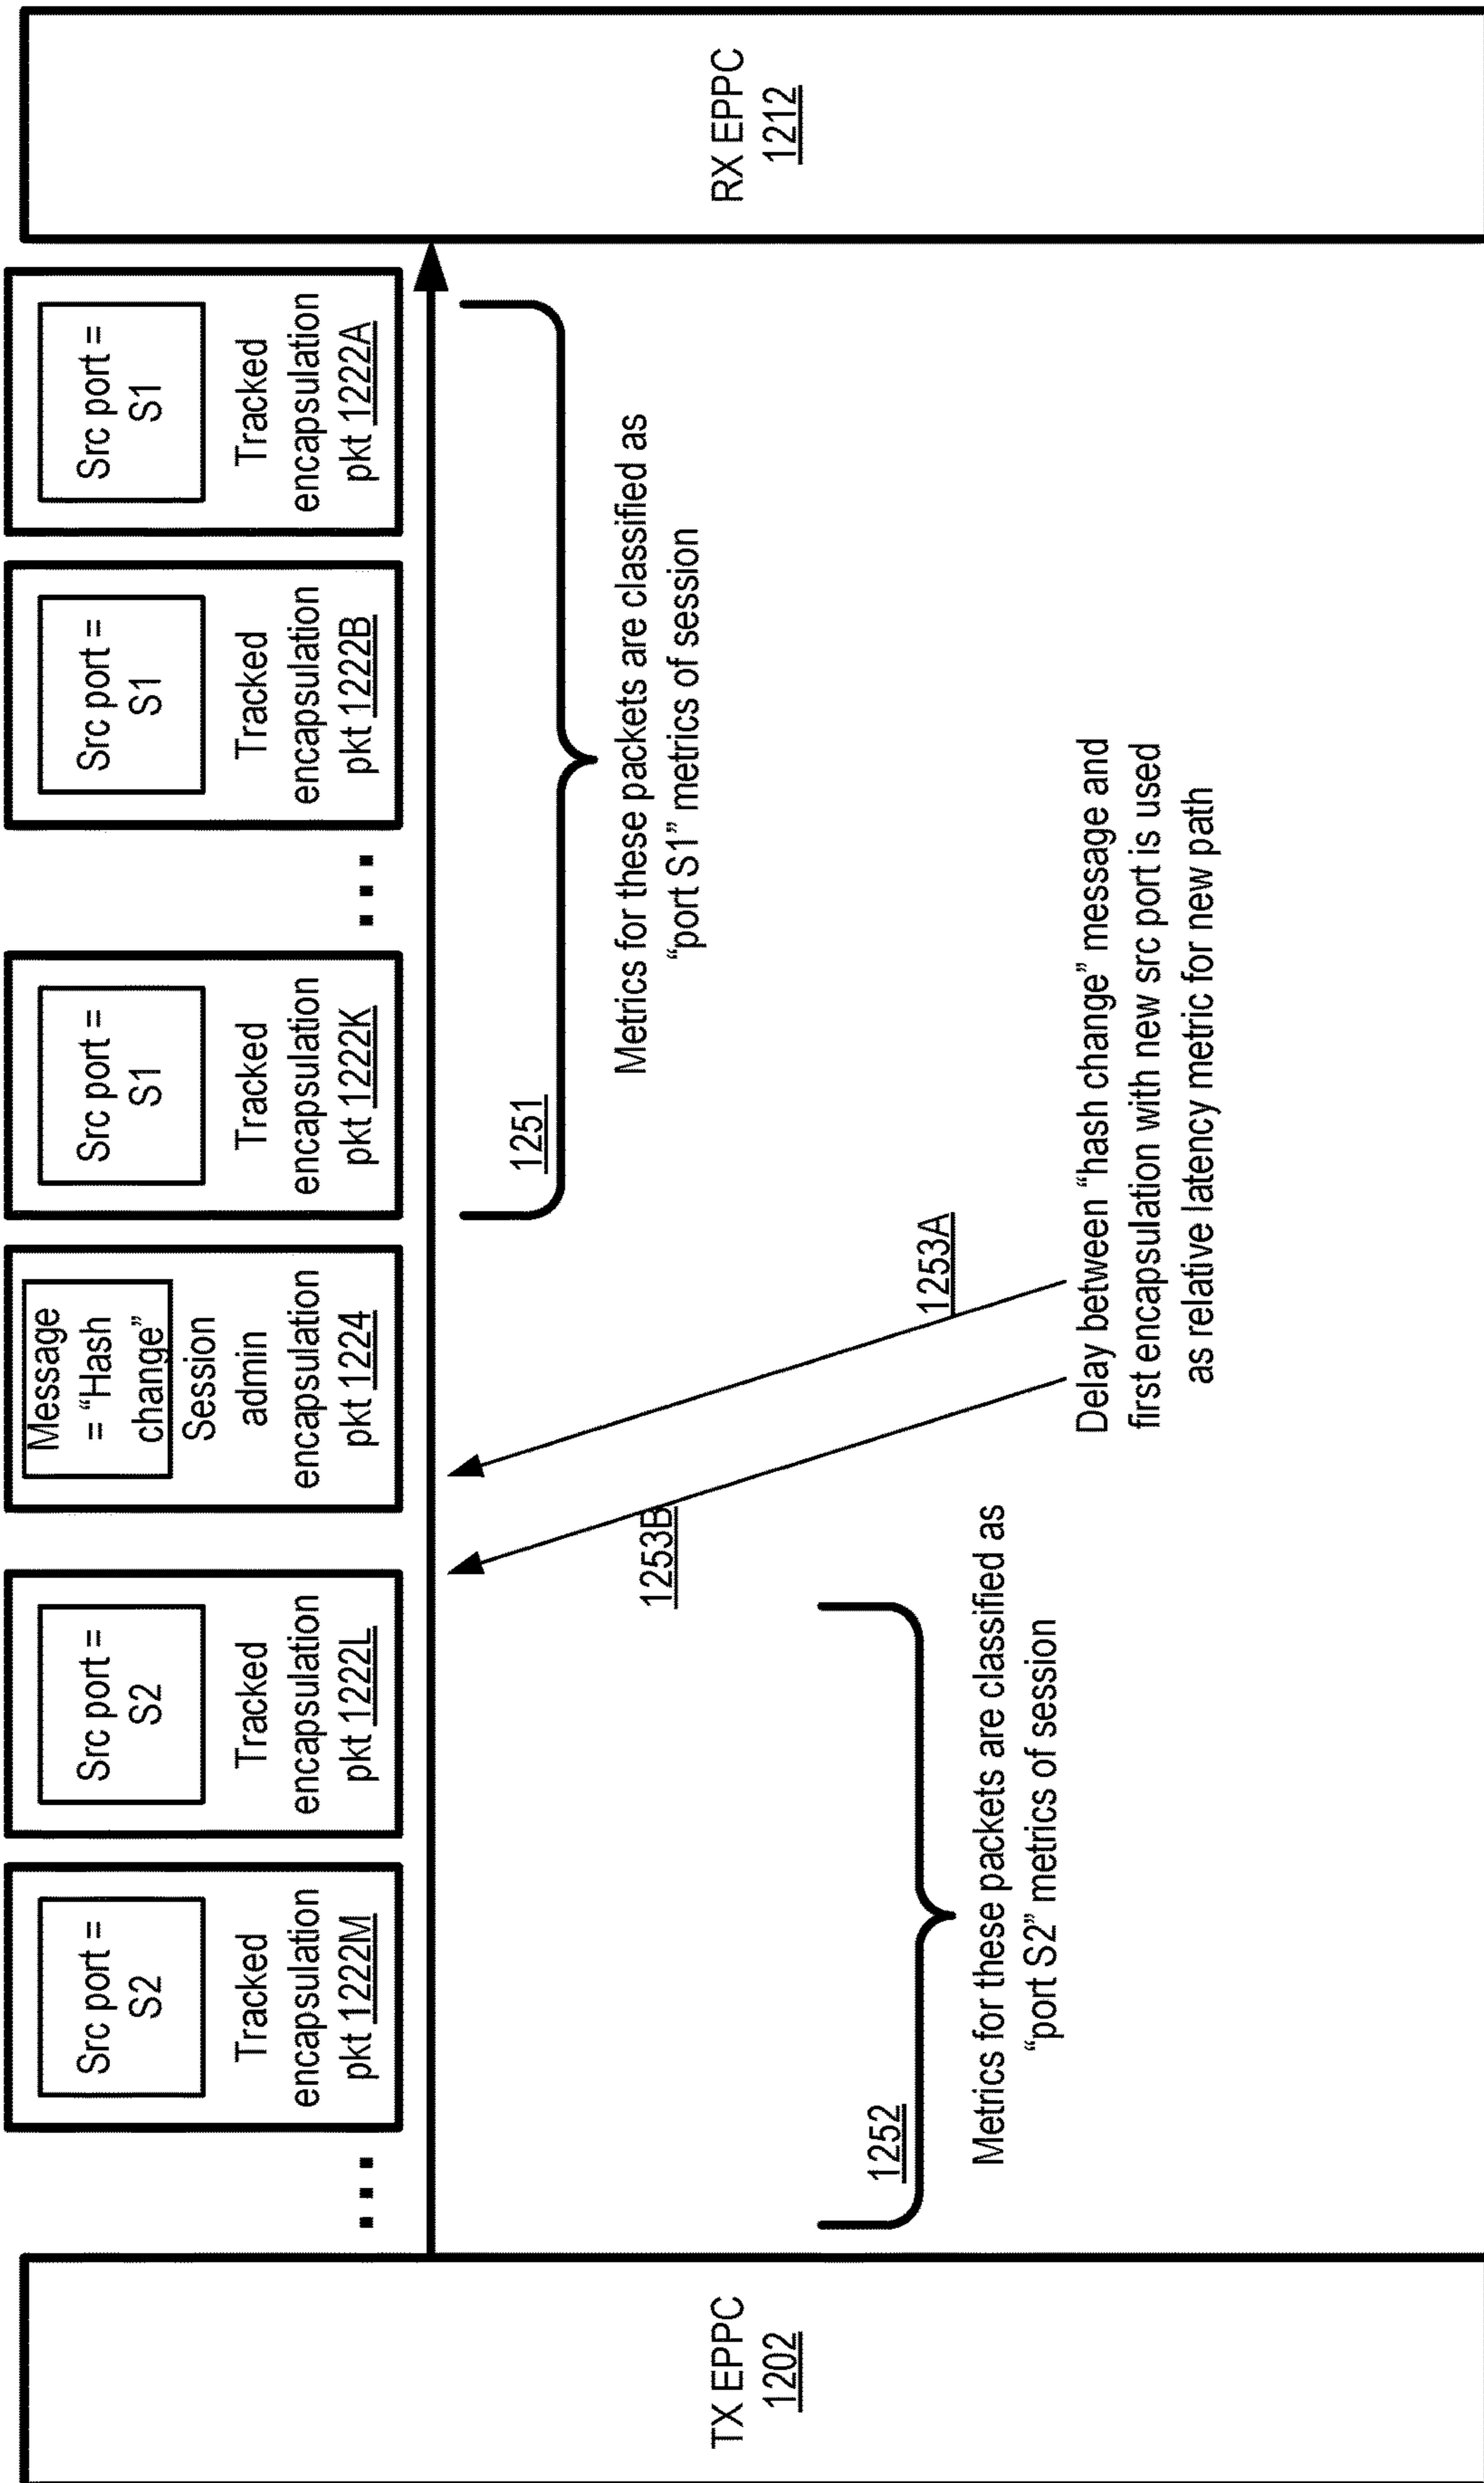 TX EPPC
1202
Src port =
S2
Tracked
encapsulation
pkt 1222M
Src port =
S2
Tracked
encapsulation
pkt 1222L
Message
= “Hash
change”
Session
admin
encapsulation
pkt 1224
Src port =
S1
Tracked
encapsulation
pkt 1222K
Src port =
S1
Tracked
encapsulation
pkt 1222B
Src port =
S1
Tracked
encapsulation
pkt 1222A
RX EPPC
1212
1251
Metrics for these packets are classified as
“port S1” metrics of session
1253B
1253A
1252
Metrics for these packets are classified as
“port S2” metrics of session
Delay between “hash change” message and
first encapsulation with new src port is used
as relative latency metric for new path